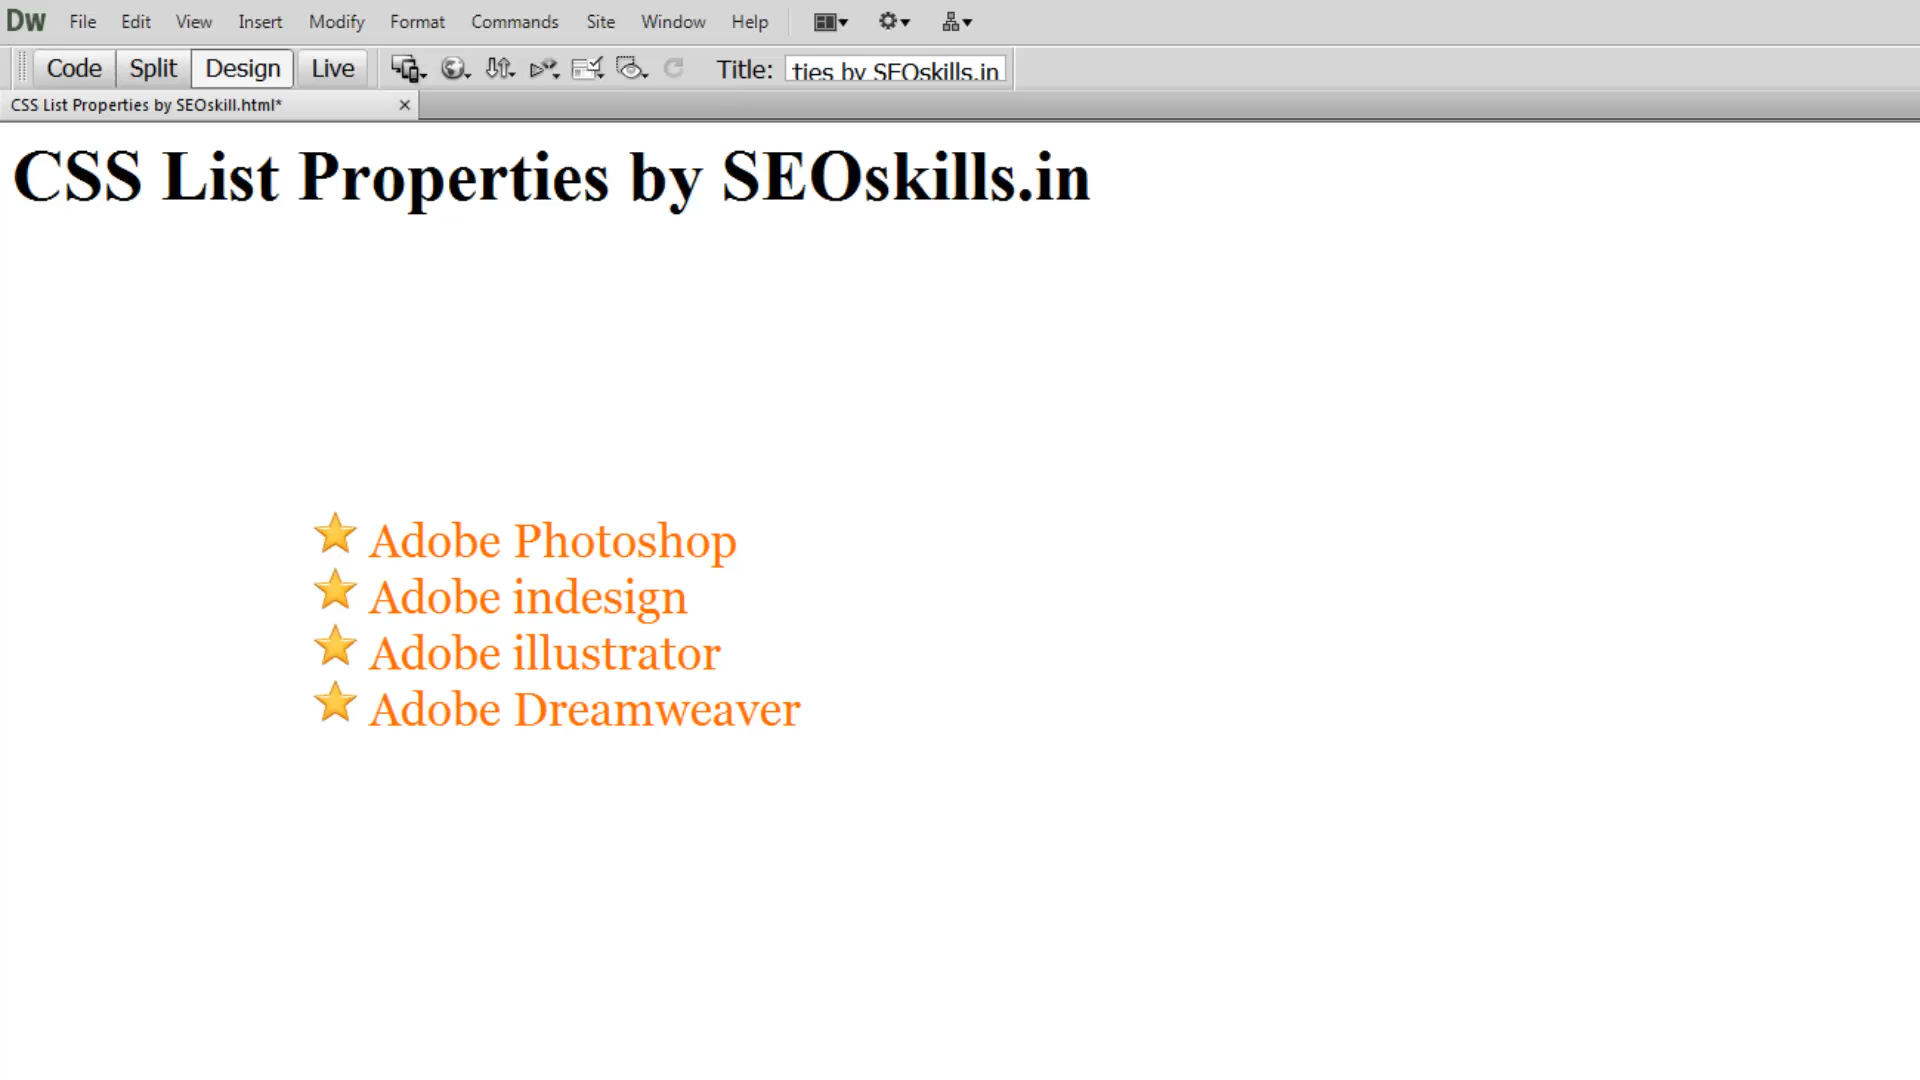 Dw File Edit View Insert Modify Format Commands Site Window Help
Code Split Design Live Title: ties by SEOskills.in
CSS List Properties by SEOskill.html*
CSS List Properties by SEOskills.in
Adobe Photoshop
Adobe indesign
Adobe illustrator
Adobe Dreamweaver